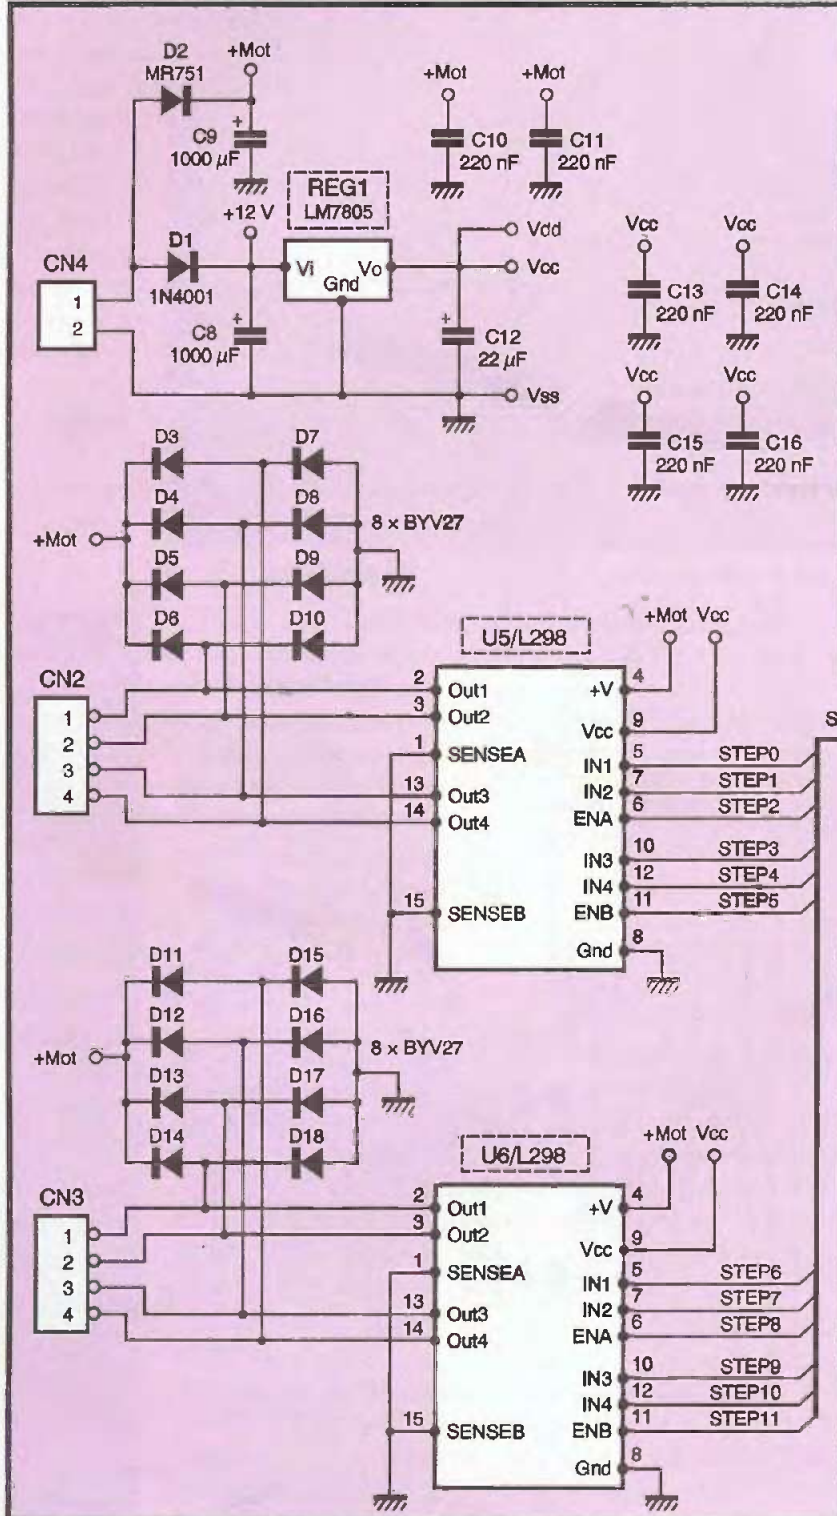 D2
MR751
+Mot
+
C9
1000 µF
+Mot
C10
220 nF
+Mot
C11
220 nF
REG1
LM7805
+12 V
CN4
1
2
D1
1N4001
Vi
Vo
Gnd
+
C8
1000 µF
+
C12
22 µF
Vdd
Vcc
Vss
Vcc
C13
220 nF
Vcc
C14
220 nF
Vcc
C15
220 nF
Vcc
C16
220 nF
D3
D7
D4
D8
+Mot
8 x BYV27
D5
D9
D6
D10
U5/L298
+Mot
Vcc
CN2
1
2
3
4
2
Out1
3
Out2
1
SENSEA
13
Out3
14
Out4
15
SENSEB
+V
4
Vcc
9
IN1
5
STEP0
IN2
7
STEP1
ENA
6
STEP2
IN3
10
STEP3
IN4
12
STEP4
ENB
11
STEP5
Gnd
8
S
D11
D15
D12
D16
+Mot
8 x BYV27
D13
D17
D14
D18
U6/L298
+Mot
Vcc
CN3
1
2
3
4
2
Out1
3
Out2
1
SENSEA
13
Out3
14
Out4
15
SENSEB
+V
4
Vcc
9
IN1
5
STEP6
IN2
7
STEP7
ENA
6
STEP8
IN3
10
STEP9
IN4
12
STEP10
ENB
11
STEP11
Gnd
8